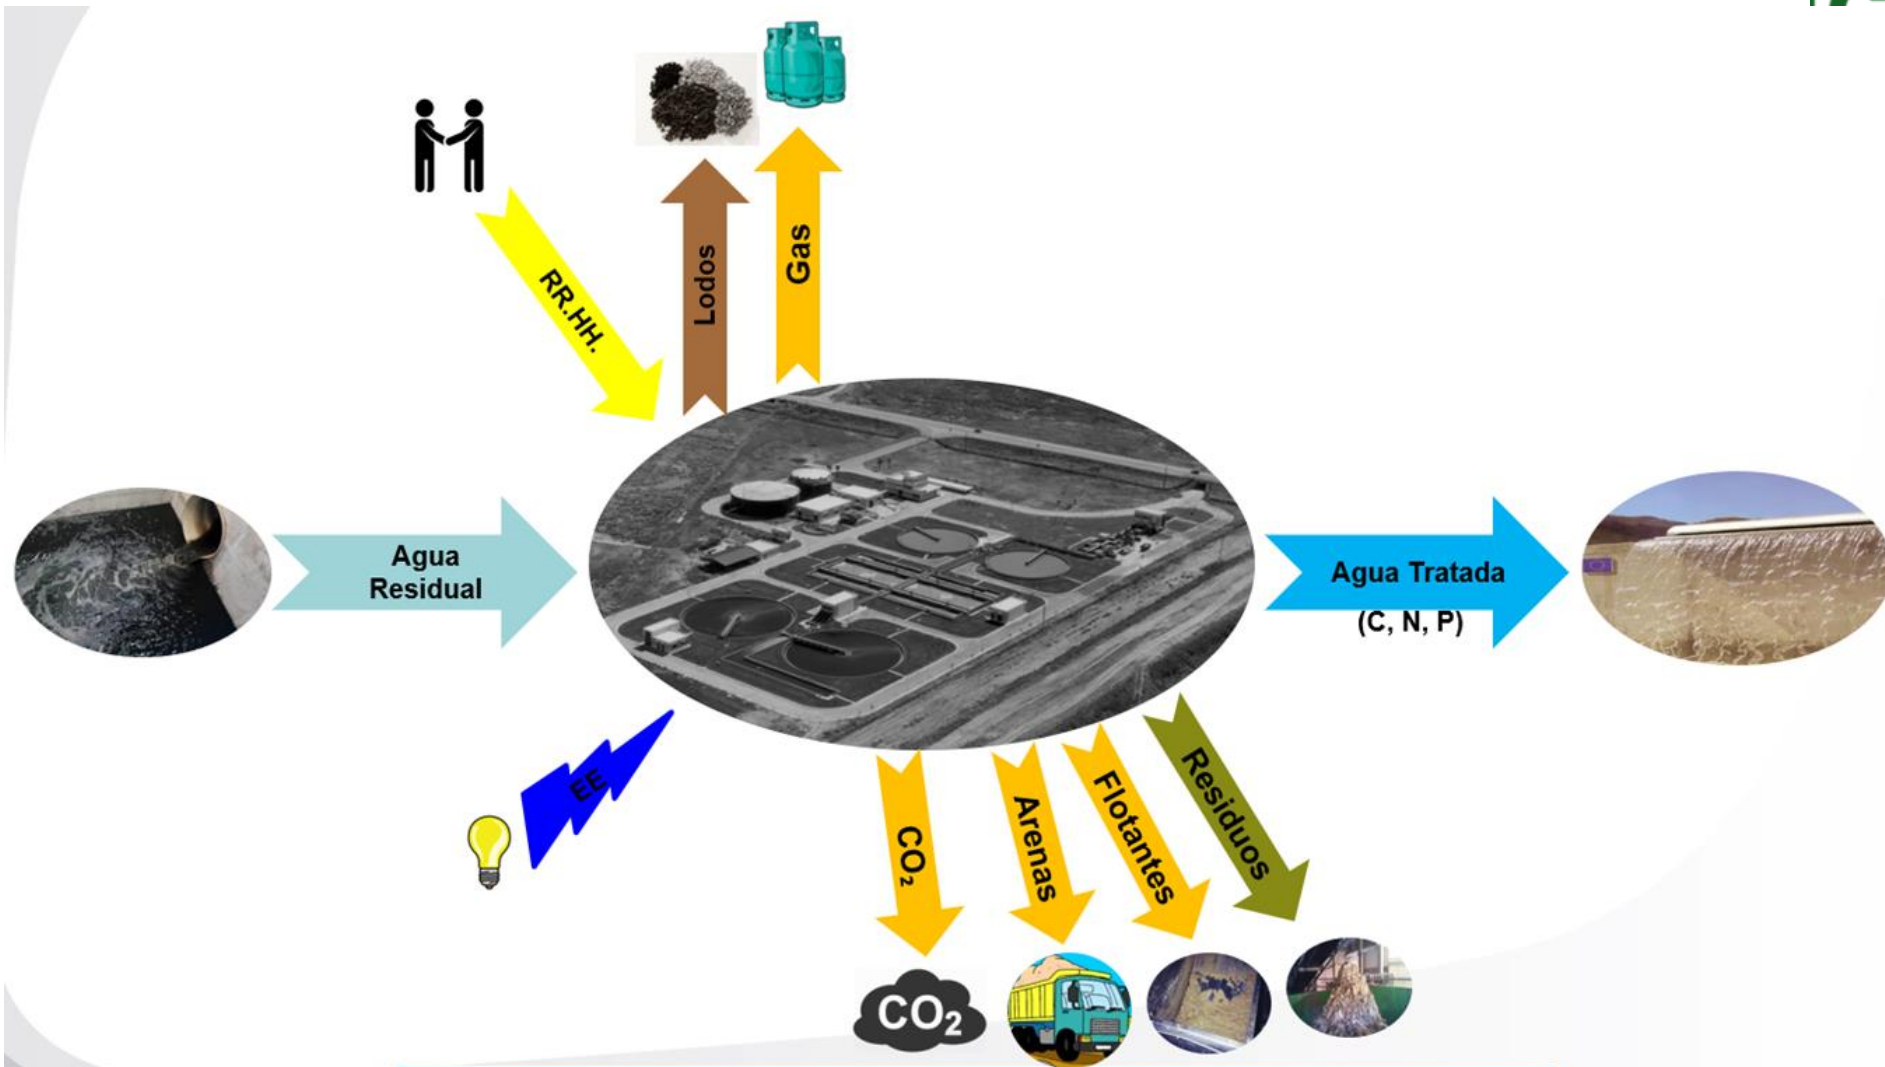 RR.HH.
Lodos
Gas
Agua
Residual
Agua Tratada
(C, N, P)
EE
CO₂
Arenas
Flotantes
Residuos
CO₂